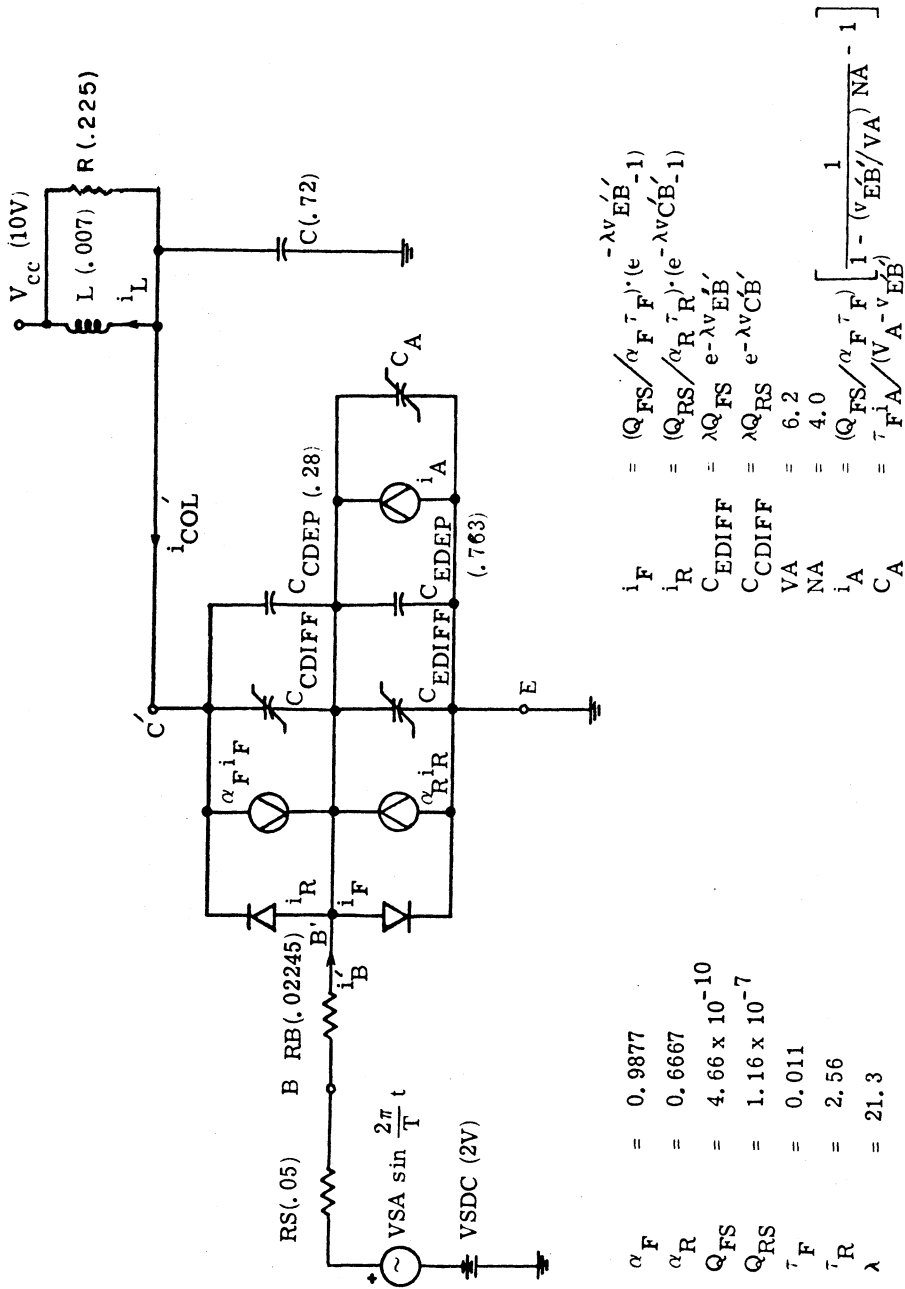 V_cc (10V)
L (.007)
R (.225)
i_L
C(.72)
i'_COL
C'
α_F i_F
C_CDIFF
C_CDEP (.28)
i_R
i_F
B'
α_R i_R
C_EDIFF
C_EDEP
(.763)
i_A
C_A
E
B
RB(.02245)
i'_B
RS(.05)
VSA sin 2π/T t
+
~
VSDC (2V)
α_F = 0.9877
α_R = 0.6667
Q_FS = 4.66 x 10^-10
Q_RS = 1.16 x 10^-7
τ_F = 0.011
τ_R = 2.56
λ = 21.3
i_F = (Q_FS/α_F τ_F)·(e^-λv'_EB' -1)
i_R = (Q_RS/α_R τ_R)·(e^-λv'_CB' -1)
C_EDIFF = λQ_FS e^-λv'_EB'
C_CDIFF = λQ_RS e^-λv'_CB'
VA = 6.2
NA = 4.0
i_A = (Q_FS/α_F τ_F) [ 1 / 1 - (v'_EB'/VA)^NA - 1 ]
C_A = τ_F i_A/(V_A - v'_EB')